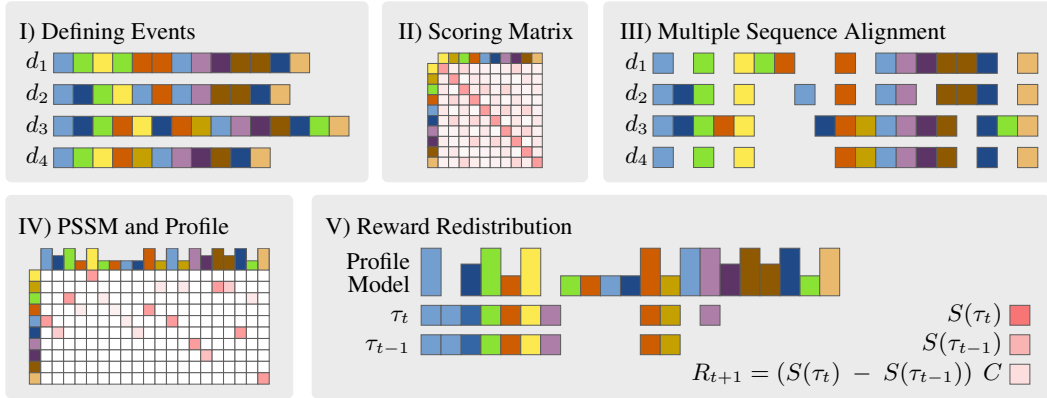 I) Defining Events
d1
d2
d3
d4
II) Scoring Matrix
III) Multiple Sequence Alignment
d1
d2
d3
d4
IV) PSSM and Profile
V) Reward Redistribution
Profile
Model
τt
τt−1
S(τt)
S(τt−1)
Rt+1 = (S(τt) − S(τt−1)) C